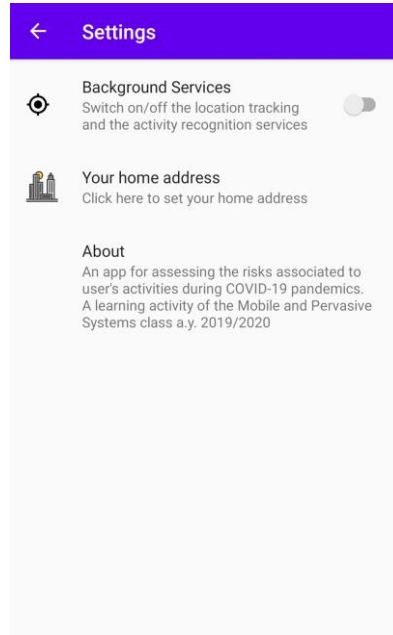 Settings
Background Services
Switch on/off the location tracking
and the activity recognition services
Your home address
Click here to set your home address
About
An app for assessing the risks associated to
user's activities during COVID-19 pandemics.
A learning activity of the Mobile and Pervasive
Systems class a.y. 2019/2020